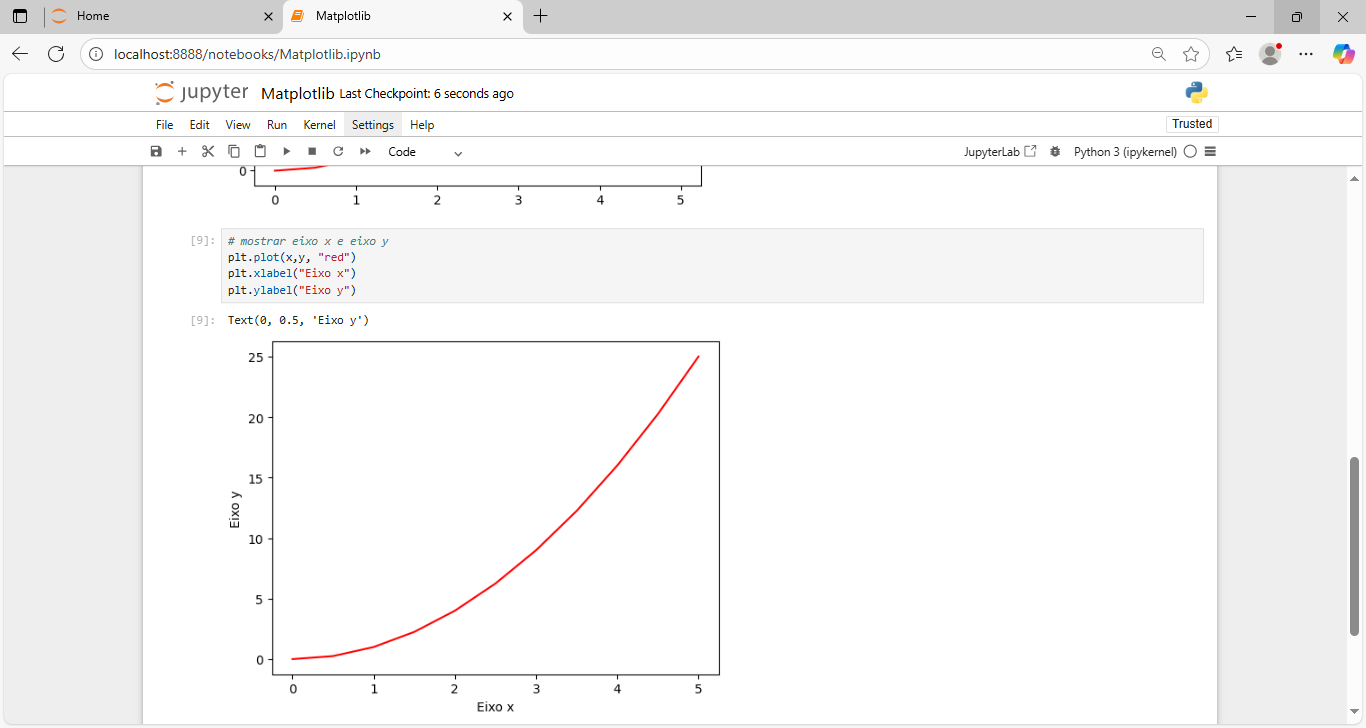 Home
Matplotlib
localhost:8888/notebooks/Matplotlib.ipynb
jupyter Matplotlib Last Checkpoint: 6 seconds ago
File Edit View Run Kernel Settings Help
Trusted
Code
JupyterLab
Python 3 (ipykernel)
0
0 1 2 3 4 5
[9]: # mostrar eixo x e eixo y
plt.plot(x,y, "red")
plt.xlabel("Eixo x")
plt.ylabel("Eixo y")
[9]: Text(0, 0.5, 'Eixo y')
25
20
15
Eixo y
10
5
0
0 1 2 3 4 5
Eixo x